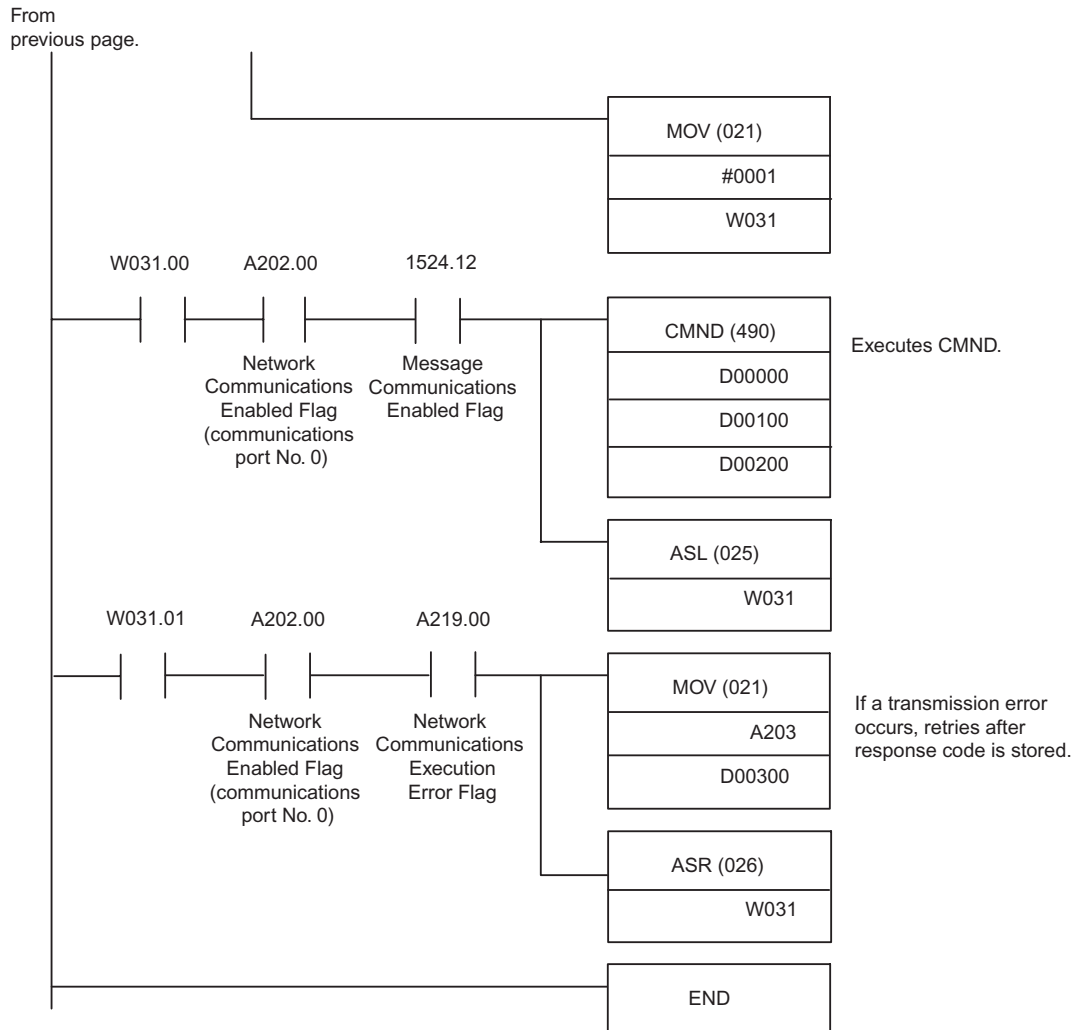 From
previous page.
MOV (021)
#0001
W031
W031.00
A202.00
1524.12
Network
Communications
Enabled Flag
(communications
port No. 0)
Message
Communications
Enabled Flag
CMND (490)
D00000
D00100
D00200
Executes CMND.
ASL (025)
W031
W031.01
A202.00
A219.00
Network
Communications
Enabled Flag
(communications
port No. 0)
Network
Communications
Execution
Error Flag
MOV (021)
A203
D00300
If a transmission error
occurs, retries after
response code is stored.
ASR (026)
W031
END